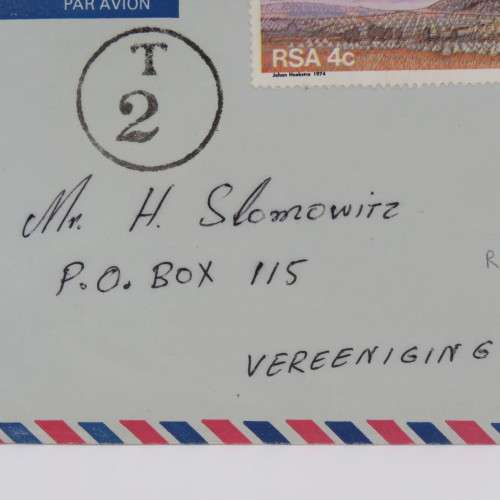 PAR AVION
T
2
RSA 4c
Johan Hoekstra 1974
Mr. H. Slomowitz
P.O. BOX 115
R
VEREENIGING